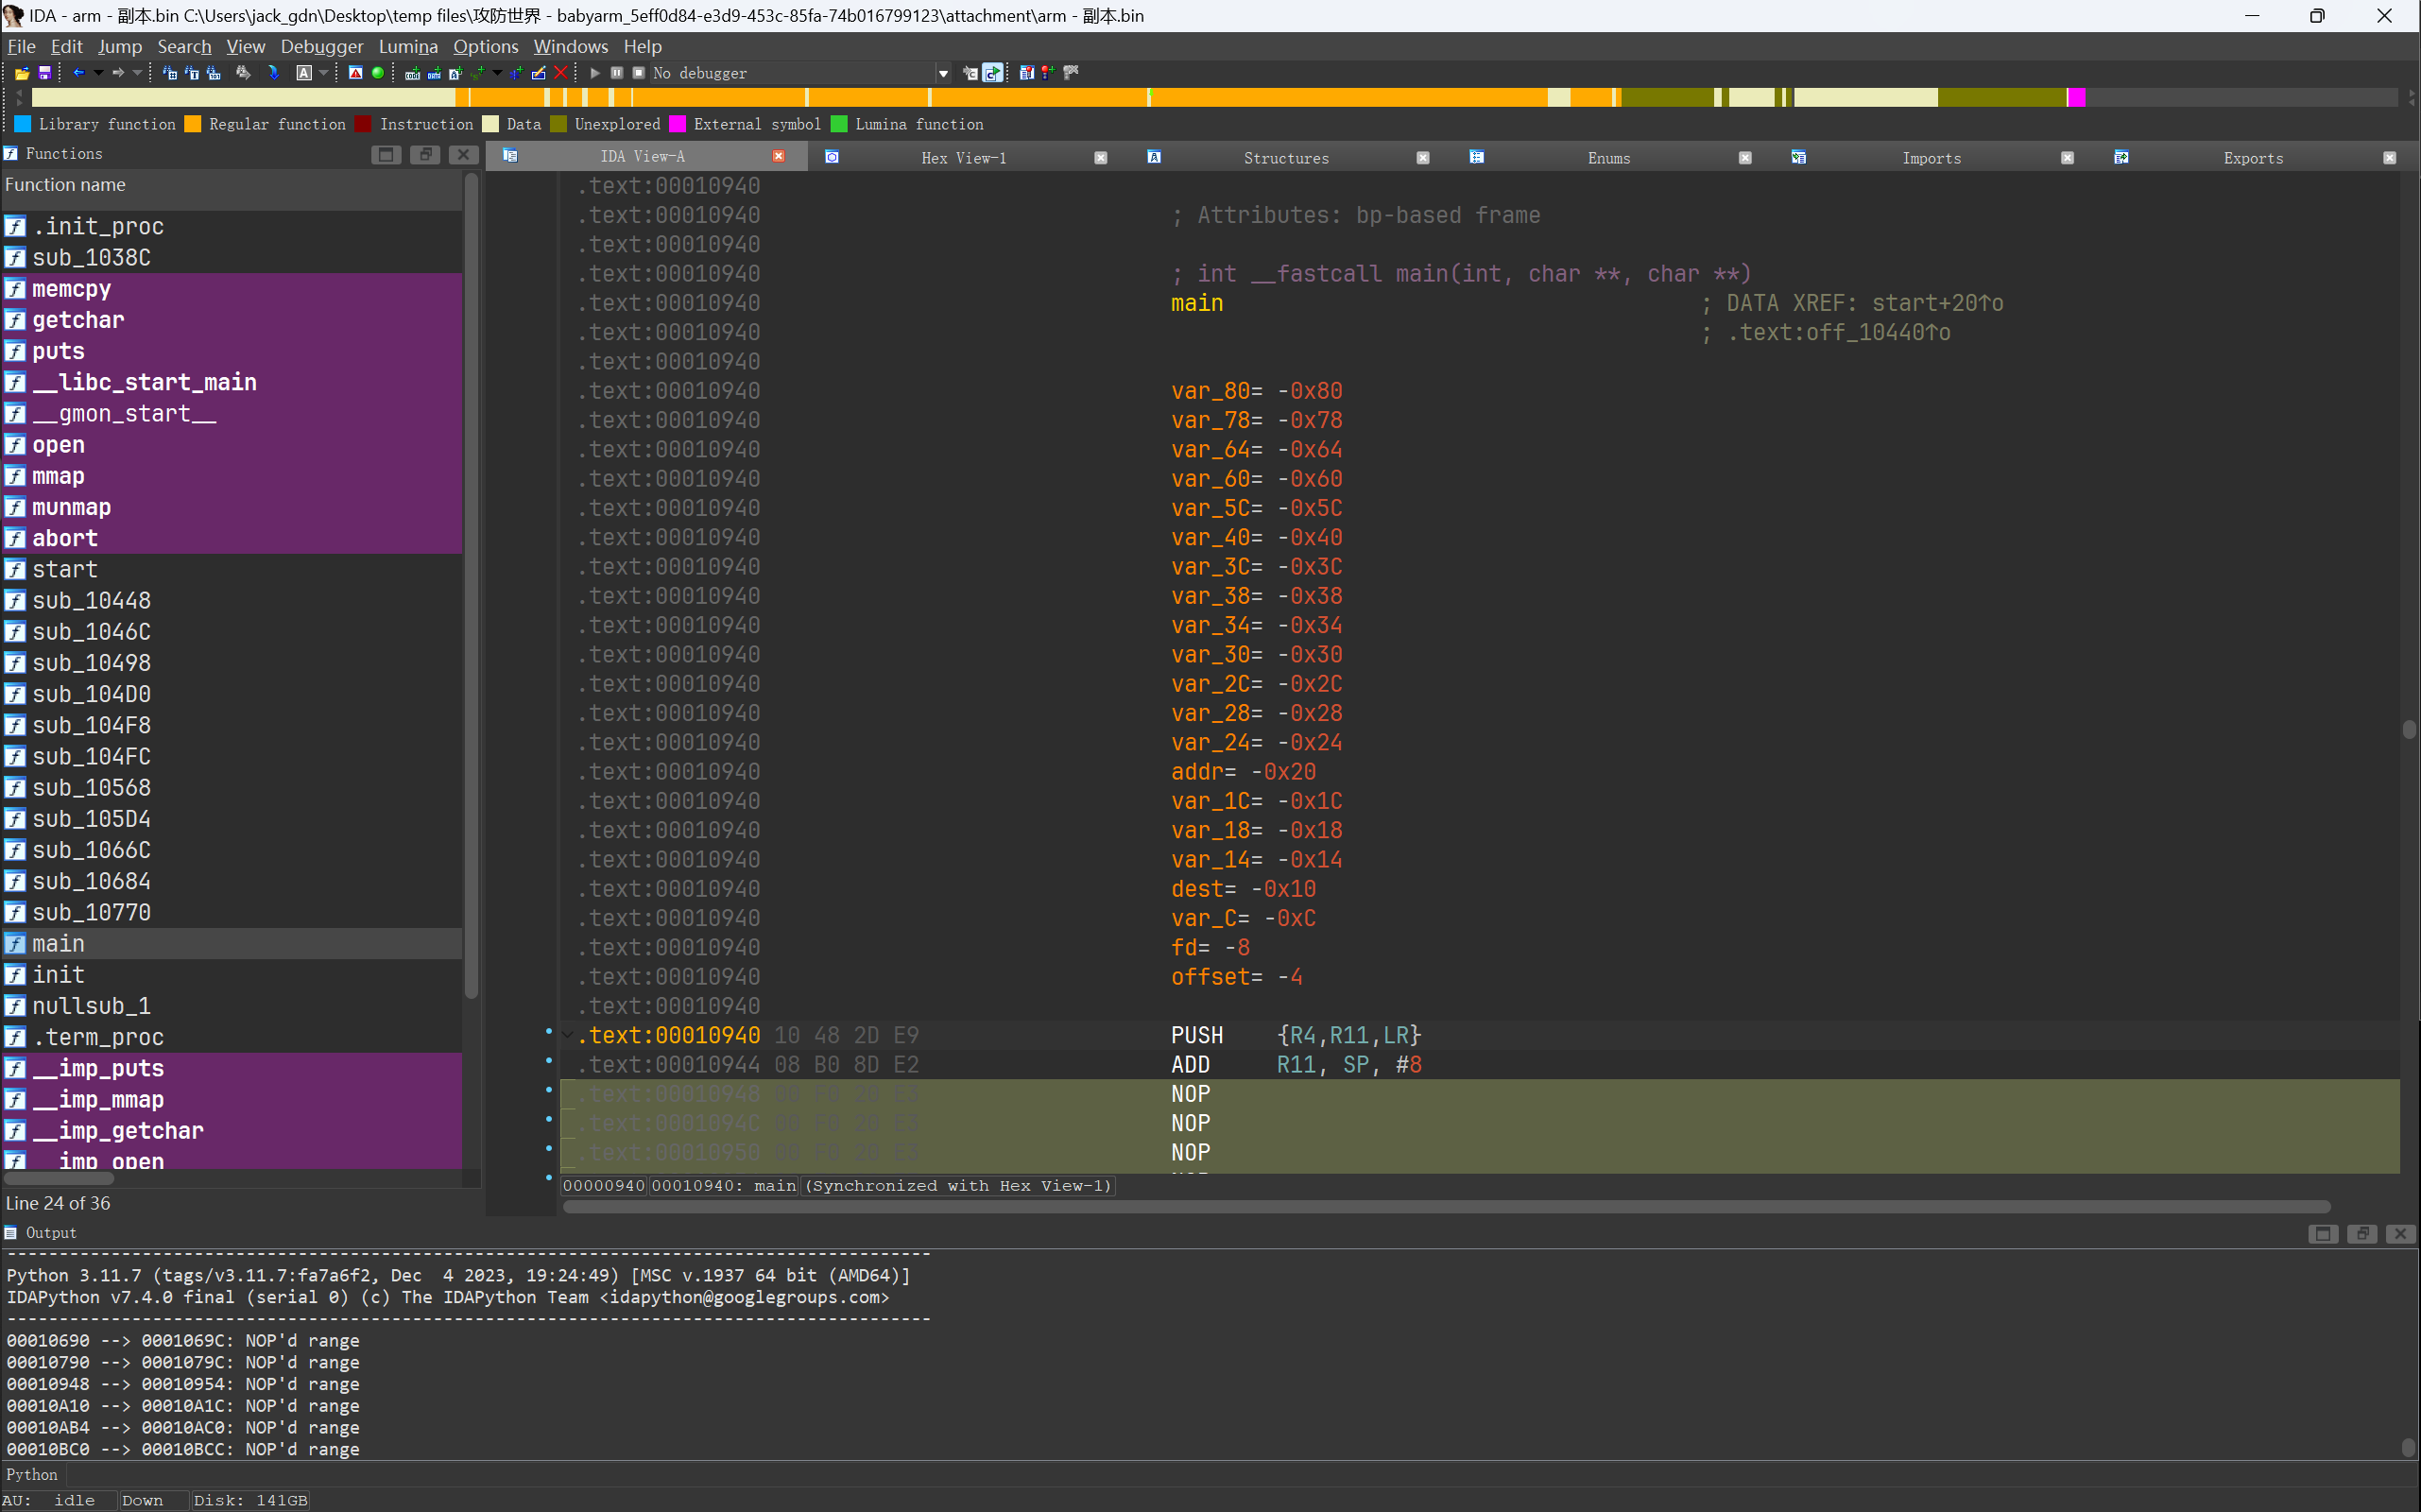 IDA - arm - 副本.bin C:\Users\jack_gdn\Desktop\temp files\攻防世界 - babyarm_5eff0d84-e3d9-453c-85fa-74b016799123\attachment\arm - 副本.bin
File Edit Jump Search View Debugger Lumina Options Windows Help
No debugger
Library function Regular function Instruction Data Unexplored External symbol Lumina function
Functions
Function name
.init_proc
sub_1038C
memcpy
getchar
puts
__libc_start_main
__gmon_start__
open
mmap
munmap
abort
start
sub_10448
sub_1046C
sub_10498
sub_104D0
sub_104F8
sub_104FC
sub_10568
sub_105D4
sub_1066C
sub_10684
sub_10770
main
init
nullsub_1
.term_proc
__imp_puts
__imp_mmap
__imp_getchar
__imp_open
Line 24 of 36
IDA View-A Hex View-1 Structures Enums Imports Exports
.text:00010940
.text:00010940 ; Attributes: bp-based frame
.text:00010940
.text:00010940 ; int __fastcall main(int, char **, char **)
.text:00010940 main ; DATA XREF: start+20↑o
.text:00010940 ; .text:off_10440↑o
.text:00010940
.text:00010940 var_80= -0x80
.text:00010940 var_78= -0x78
.text:00010940 var_64= -0x64
.text:00010940 var_60= -0x60
.text:00010940 var_5C= -0x5C
.text:00010940 var_40= -0x40
.text:00010940 var_3C= -0x3C
.text:00010940 var_38= -0x38
.text:00010940 var_34= -0x34
.text:00010940 var_30= -0x30
.text:00010940 var_2C= -0x2C
.text:00010940 var_28= -0x28
.text:00010940 var_24= -0x24
.text:00010940 addr= -0x20
.text:00010940 var_1C= -0x1C
.text:00010940 var_18= -0x18
.text:00010940 var_14= -0x14
.text:00010940 dest= -0x10
.text:00010940 var_C= -0xC
.text:00010940 fd= -8
.text:00010940 offset= -4
.text:00010940
.text:00010940 10 48 2D E9 PUSH {R4,R11,LR}
.text:00010944 08 B0 8D E2 ADD R11, SP, #8
.text:00010948 00 F0 20 E3 NOP
.text:0001094C 00 F0 20 E3 NOP
.text:00010950 00 F0 20 E3 NOP
00000940 00010940: main (Synchronized with Hex View-1)
Output
Python 3.11.7 (tags/v3.11.7:fa7a6f2, Dec  4 2023, 19:24:49) [MSC v.1937 64 bit (AMD64)]
IDAPython v7.4.0 final (serial 0) (c) The IDAPython Team <idapython@googlegroups.com>
00010690 --> 0001069C: NOP'd range
00010790 --> 0001079C: NOP'd range
00010948 --> 00010954: NOP'd range
00010A10 --> 00010A1C: NOP'd range
00010AB4 --> 00010AC0: NOP'd range
00010BC0 --> 00010BCC: NOP'd range
Python
AU: idle Down Disk: 141GB